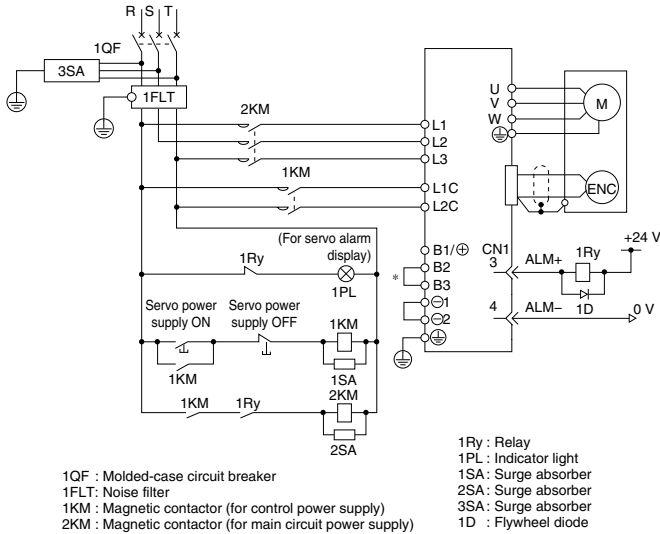 R S T
1QF
3SA
1FLT
2KM
L1
L2
L3
1KM
L1C
L2C
U
V
W
M
ENC
(For servo alarm
display)
1Ry
1PL
B1/⊕
B2
*
B3
⊖1
⊖2
CN1
3
ALM+
1Ry
+24 V
1D
4
ALM−
0 V
Servo power
supply ON
Servo power
supply OFF
1KM
1KM
1SA
1KM
1Ry
2KM
2SA
1QF : Molded-case circuit breaker
1FLT: Noise filter
1KM : Magnetic contactor (for control power supply)
2KM : Magnetic contactor (for main circuit power supply)
1Ry : Relay
1PL : Indicator light
1SA : Surge absorber
2SA : Surge absorber
3SA : Surge absorber
1D : Flywheel diode